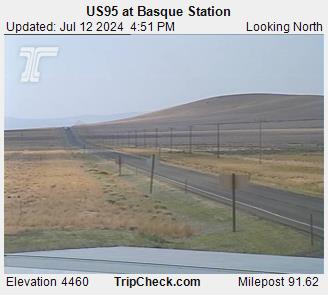 US95 at Basque Station
Updated: Jul 12 2024 4:51 PM Looking North
Elevation 4460 TripCheck.com Milepost 91.62